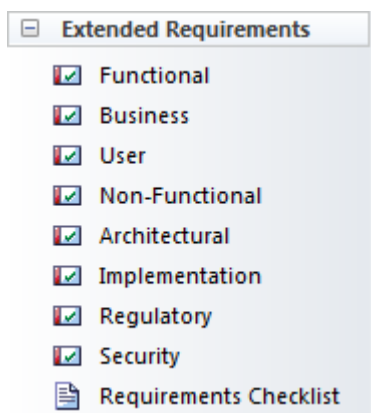 Extended Requirements
Functional
Business
User
Non-Functional
Architectural
Implementation
Regulatory
Security
Requirements Checklist